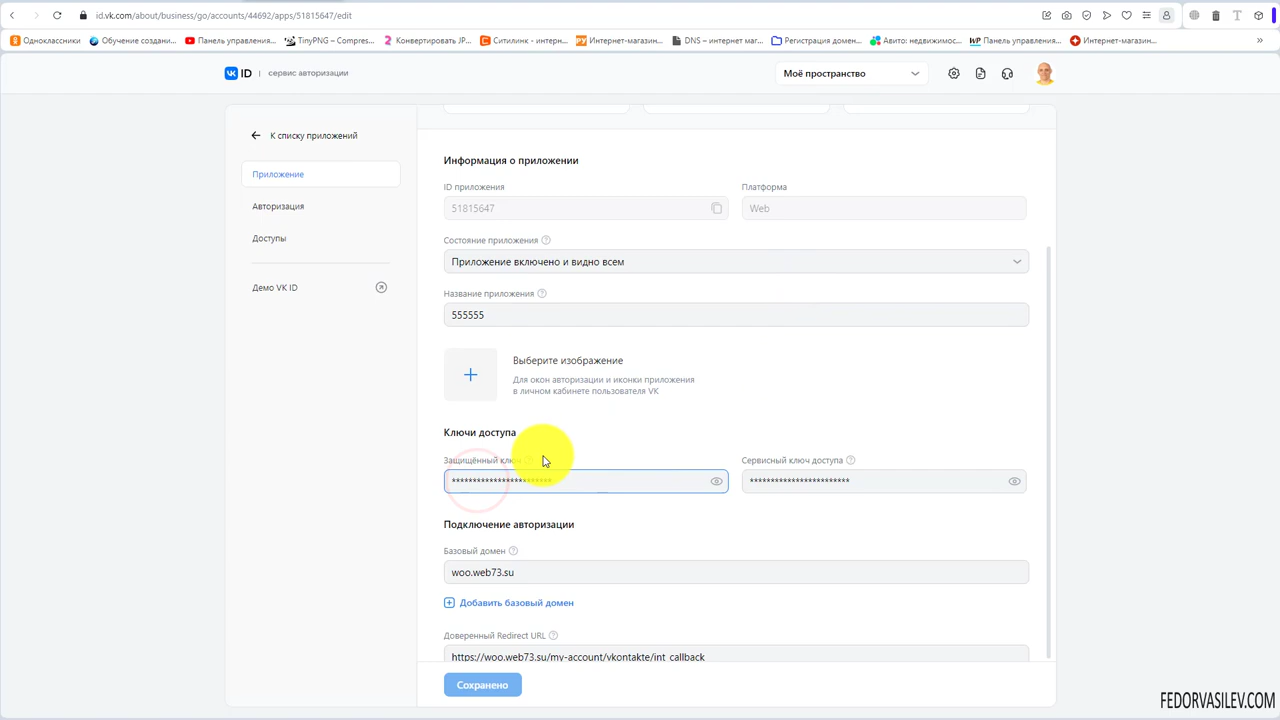 id.vk.com/about/business/go/accounts/44692/apps/51815647/edit
Одноклассники
Обучение создани...
Панель управления...
TinyPNG – Compres...
Конвертировать JP...
Ситилинк - интерн...
Интернет-магазин...
DNS – интернет маг...
Регистрация домен...
Авито: недвижимос...
Панель управления...
Интернет-магазин...
VK ID | сервис авторизации
Моё пространство
К списку приложений
Приложение
Авторизация
Доступы
Демо VK ID
Информация о приложении
ID приложения
Платформа
51815647
Web
Состояние приложения
Приложение включено и видно всем
Название приложения
555555
Выберите изображение
Для окон авторизации и иконки приложения
в личном кабинете пользователя VK
Ключи доступа
Защищённый ключ
Сервисный ключ доступа
************************
************************
Подключение авторизации
Базовый домен
woo.web73.su
Добавить базовый домен
Доверенный Redirect URL
https://woo.web73.su/my-account/vkontakte/int_callback
Сохранено
FEDORVASILEV.COM